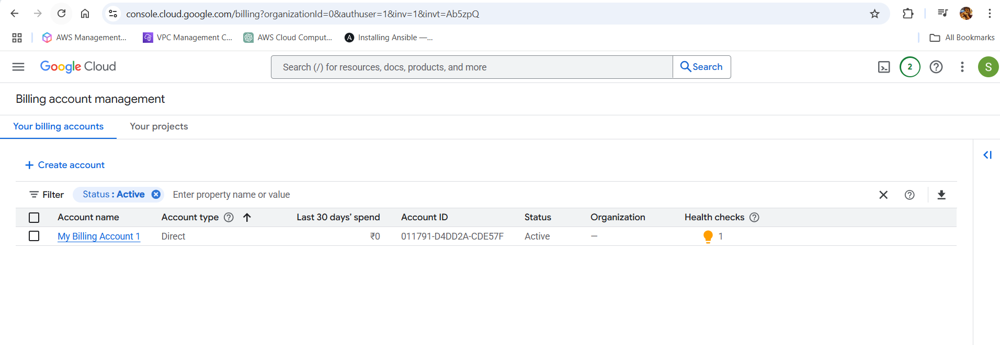 console.cloud.google.com/billing?organizationId=0&authuser=1&inv=1&invt=Ab5zpQ
AWS Management... VPC Management C... AWS Cloud Comput... Installing Ansible —... All Bookmarks
Google Cloud Search (/) for resources, docs, products, and more Search 2 S
Billing account management
Your billing accounts Your projects
+ Create account
Filter Status : Active Enter property name or value
Account name Account type Last 30 days’ spend Account ID Status Organization Health checks
My Billing Account 1 Direct ₹0 011791-D4DD2A-CDE57F Active — 1